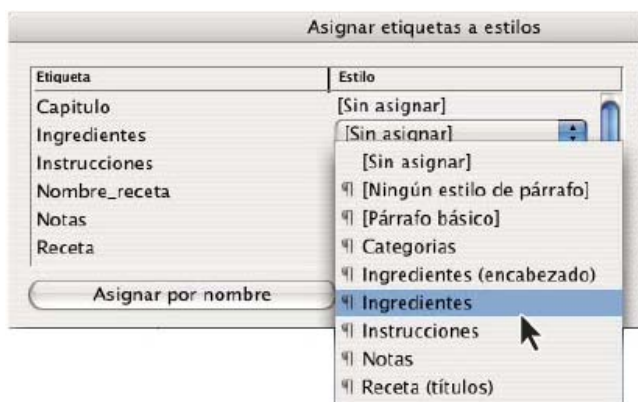 Asignar etiquetas a estilos
Etiqueta Estilo
Capitulo [Sin asignar]
Ingredientes [Sin asignar]
Instrucciones [Sin asignar]
Nombre_receta ¶ [Ningún estilo de párrafo]
Notas ¶ [Párrafo básico]
Receta ¶ Categorias
¶ Ingredientes (encabezado)
Asignar por nombre ¶ Ingredientes
¶ Instrucciones
¶ Notas
¶ Receta (títulos)